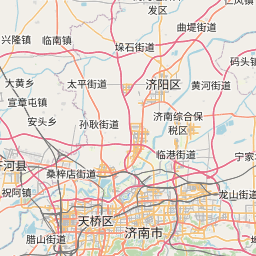 发区
仁风镇
曲堤街道
兴隆镇
临南镇
垛石街道
码头镇
大黄乡
太平街道
济阳区
黄河街道
宣章屯镇
安头乡
孙耿街道
济南综合保
税区
临港街道
齐河县
宁家
桑梓店街道
祝阿镇
龙山街道
天桥区
腊山街道
济南市